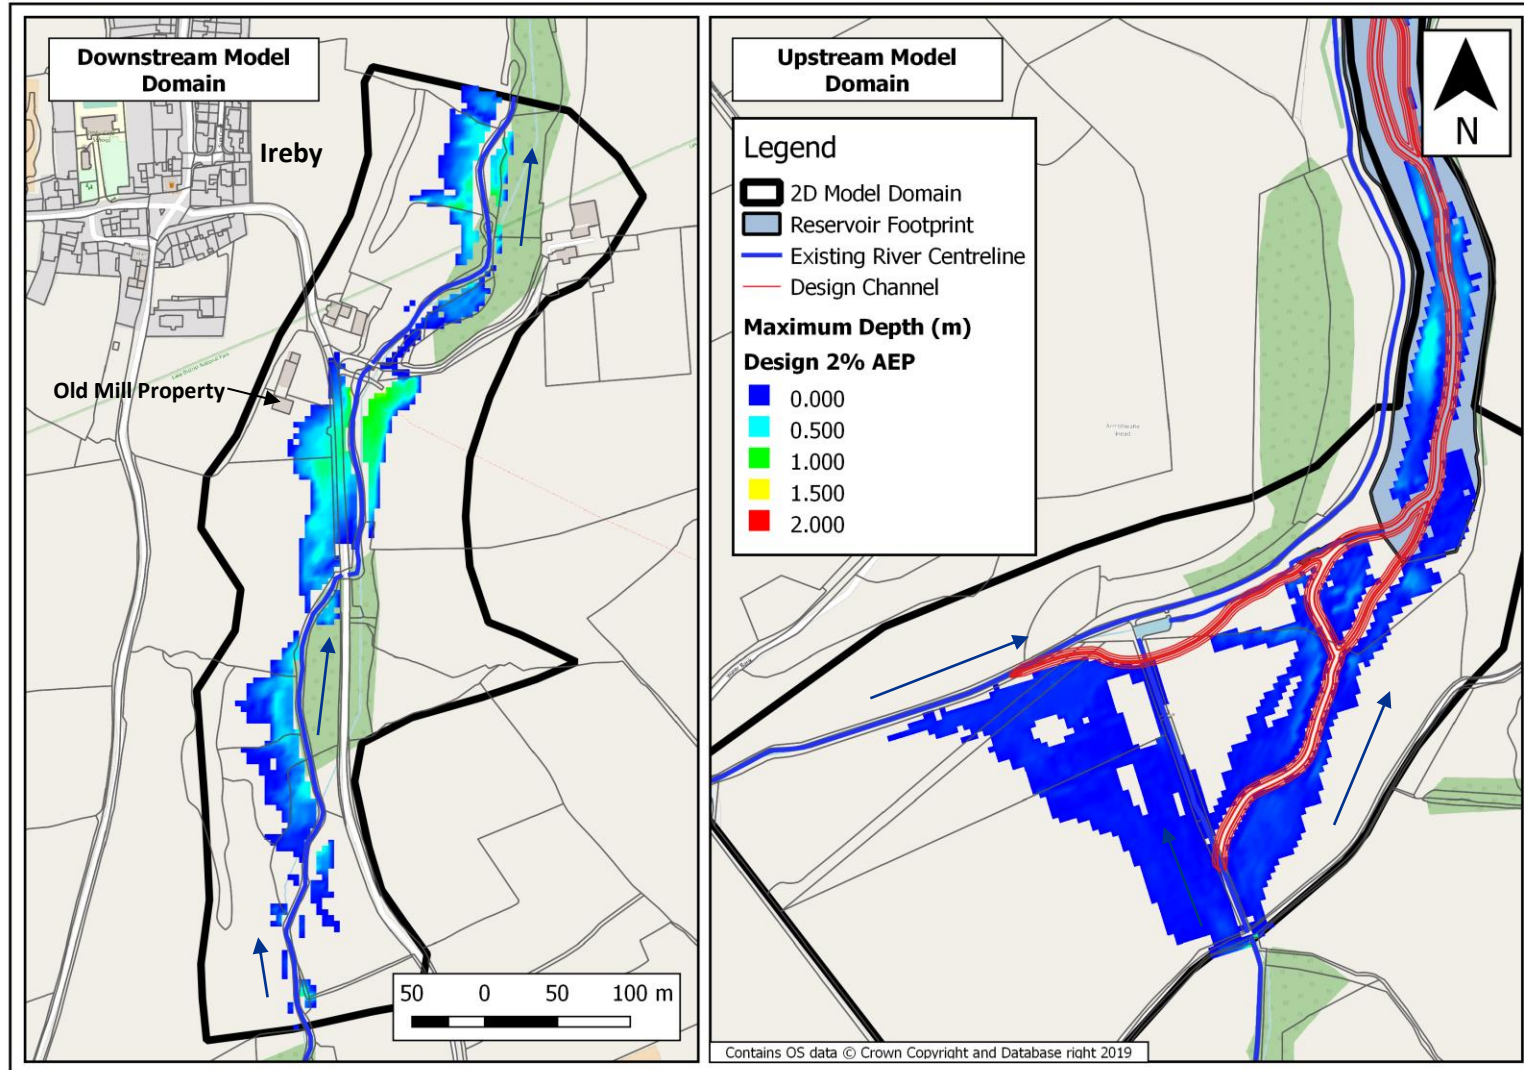 Downstream Model
Domain
Ireby
Old Mill Property
50 0 50 100 m
Upstream Model
Domain
N
Legend
2D Model Domain
Reservoir Footprint
Existing River Centreline
Design Channel
Maximum Depth (m)
Design 2% AEP
0.000
0.500
1.000
1.500
2.000
Contains OS data © Crown Copyright and Database right 2019